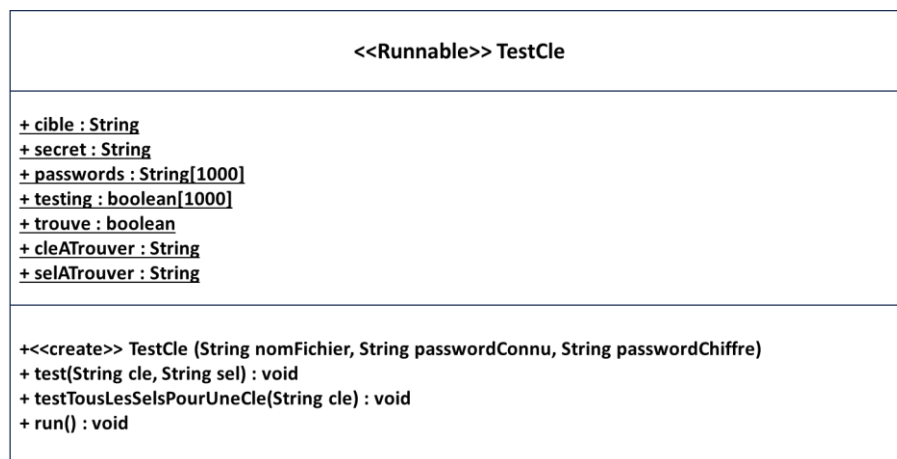 <<Runnable>> TestCle
+ cible : String
+ secret : String
+ passwords : String[1000]
+ testing : boolean[1000]
+ trouve : boolean
+ cleATrouver : String
+ selATrouver : String
+<<create>> TestCle (String nomFichier, String passwordConnu, String passwordChiffre)
+ test(String cle, String sel) : void
+ testTousLesSelsPourUneCle(String cle) : void
+ run() : void